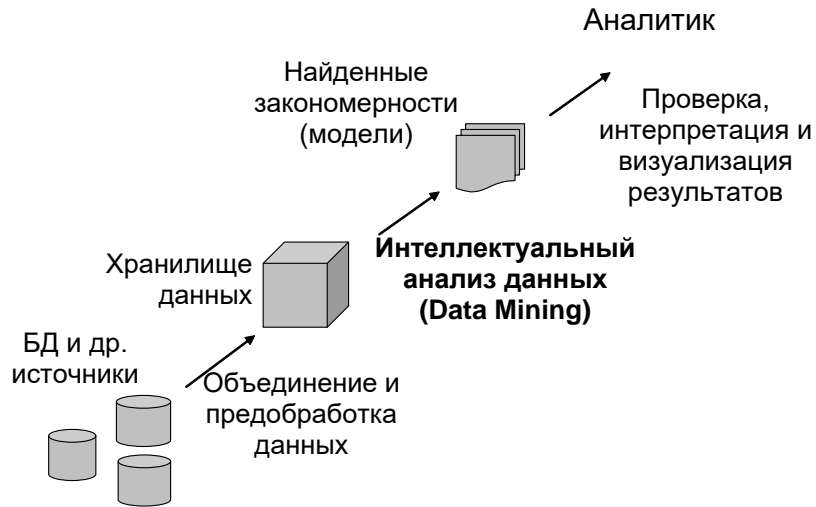 Аналитик
Найденные
закономерности
(модели)
Проверка,
интерпретация и
визуализация
результатов
Интеллектуальный
анализ данных
(Data Mining)
Хранилище
данных
БД и др.
источники
Объединение и
предобработка
данных